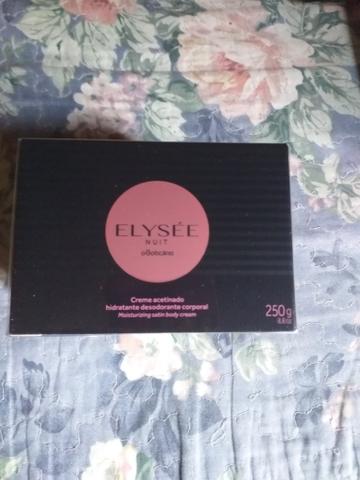 ELYSÉE
NUIT
oBoticário
Creme acetinado
hidratante desodorante corporal
Moisturizing satin body cream
250g